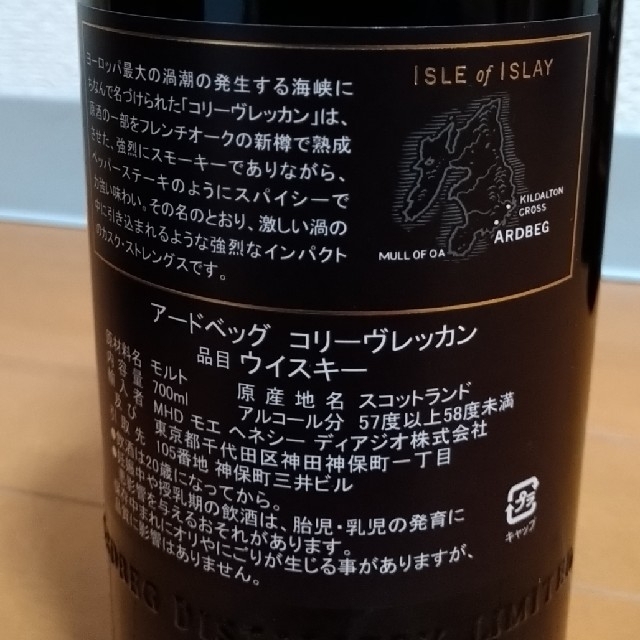 ヨーロッパ最大の渦潮の発生する海峡に
ちなんで名づけられた「コリーヴレッカン」は、
原酒の一部をフレンチオークの新樽で熟成
させた、強烈にスモーキーでありながら、
ペッパーステーキのようにスパイシーで
力強い味わい。その名のとおり、激しい渦の
中に引き込まれるような強烈なインパクト
のカスク・ストレングスです。
ISLE of ISLAY
KILDALTON
CROSS
ARDBEG
MULL OF OA
アードベッグ コリーヴレッカン
品目 ウイスキー
原材料名 モルト 原産地名 スコットランド
内容量 700ml アルコール分 57度以上58度未満
輸入者 MHD モエ ヘネシー ディアジオ株式会社
東京都千代田区神田神保町一丁目
105番地 神保町三井ビル
飲酒は20歳になってから。
や授乳期の飲酒は、胎児・乳児の発育に
影響を与えるおそれがあります。
まれにオリやにごりが生じる事がありますが、
に影響はありません。
キャップ
ARDBEG LIMITED